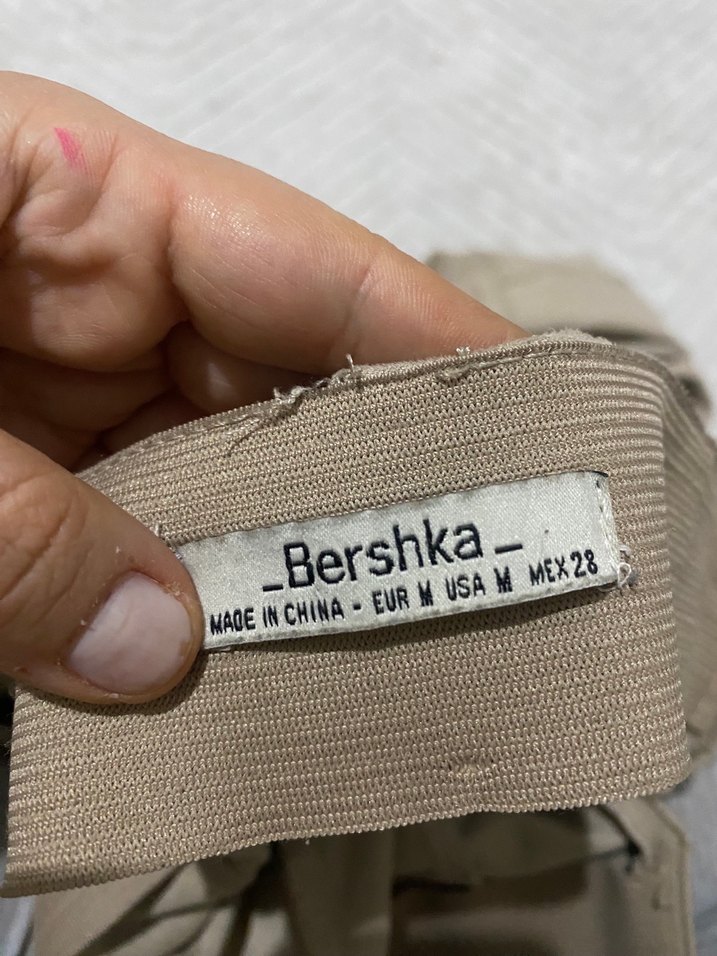 _Bershka_
MADE IN CHINA - EUR M USA M MEX 28